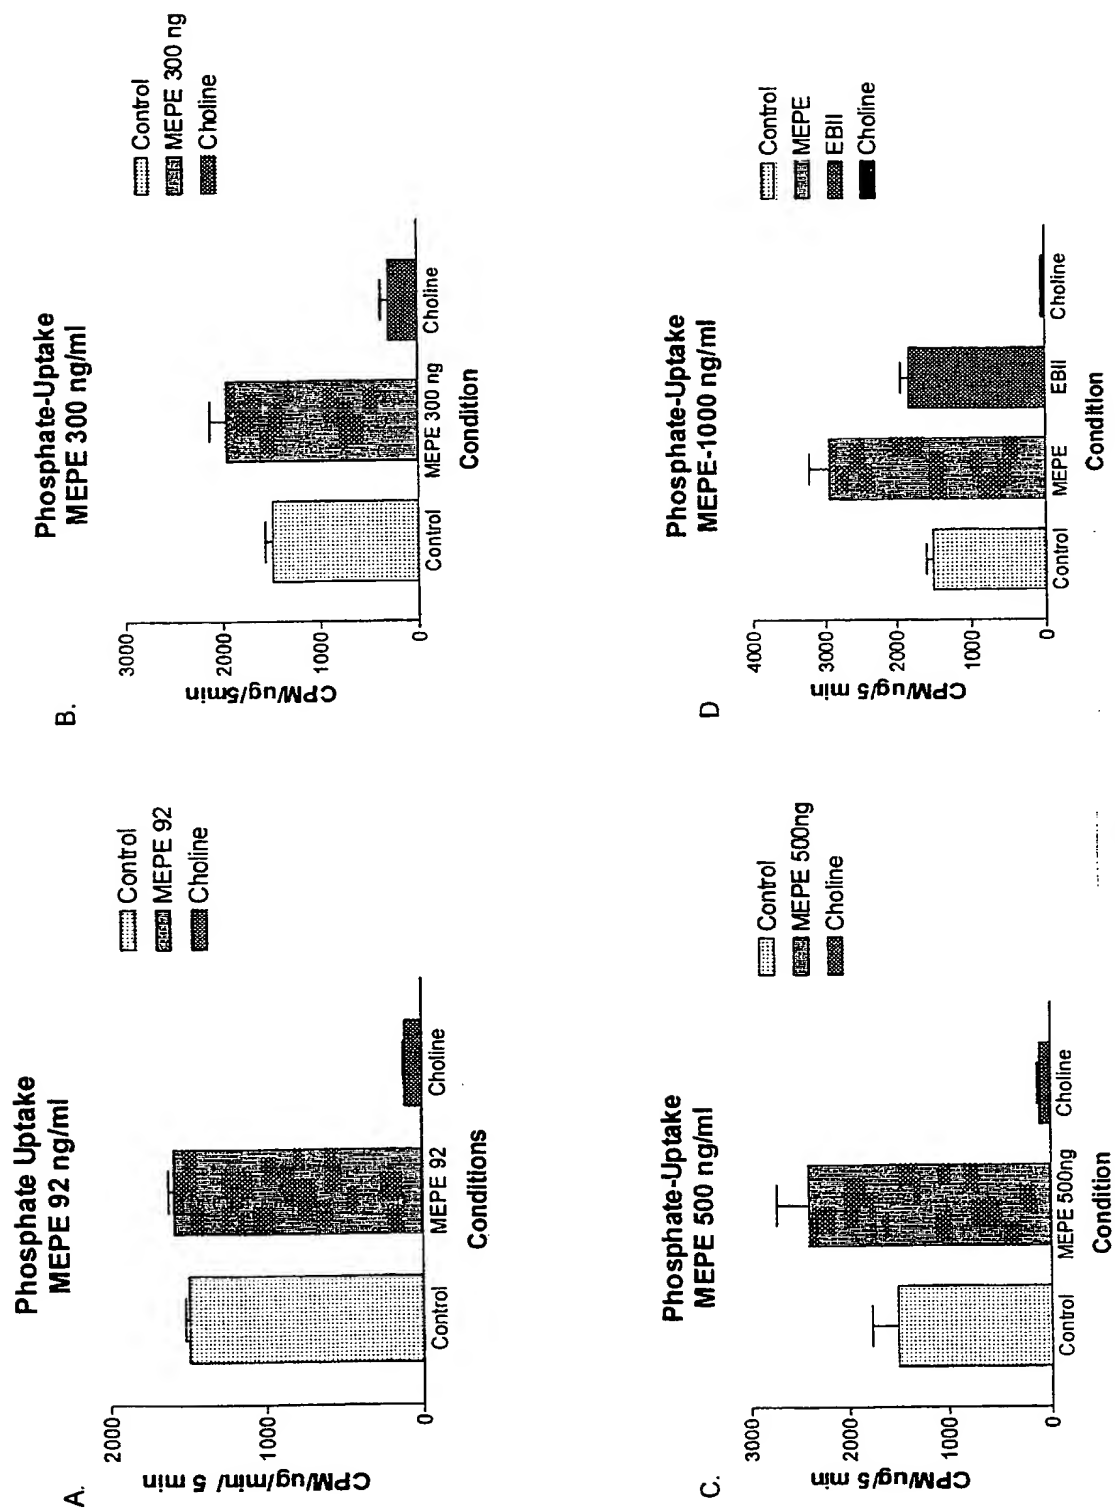 A.
Phosphate Uptake
MEPE 92 ng/ml
CPM/ug/min/ 5 min
2000
1000
0
Control
MEPE 92
Choline
Conditions
Control
MEPE 92
Choline
B.
Phosphate-Uptake
MEPE 300 ng/ml
CPM/ug/5min
3000
2000
1000
0
Control
MEPE 300 ng
Choline
Condition
Control
MEPE 300 ng
Choline
C.
Phosphate-Uptake
MEPE 500 ng/ml
CPM/ug/5 min
3000
2000
1000
0
Control
MEPE 500ng
Choline
Condition
Control
MEPE 500ng
Choline
D
Phosphate-Uptake
MEPE-1000 ng/ml
CPM/ug/5 min
4000
3000
2000
1000
0
Control
MEPE
EBII
Choline
Condition
Control
MEPE
EBII
Choline